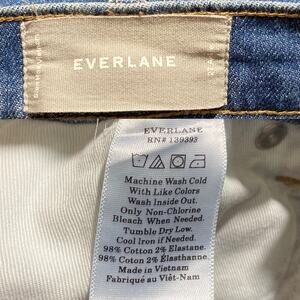 EVERLANE
27A
EVERLANE
RN# 139393
Machine Wash Cold
With Like Colors
Wash Inside Out.
Only Non-Chlorine
Bleach When Needed.
Tumble Dry Low.
Cool Iron if Needed.
98% Cotton 2% Elastane.
98% Coton 2% Élasthanne.
Made in Vietnam
Fabriqué au Viêt-Nam